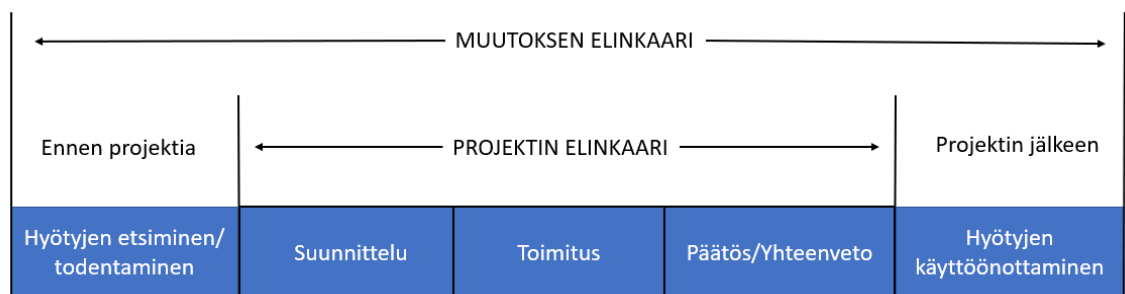 MUUTOKSEN ELINKAARI
Ennen projektia
PROJEKTIN ELINKAARI
Projektin jälkeen
Hyötyjen etsiminen/
todentaminen
Suunnittelu
Toimitus
Päätös/Yhteenveto
Hyötyjen
käyttöönottaminen